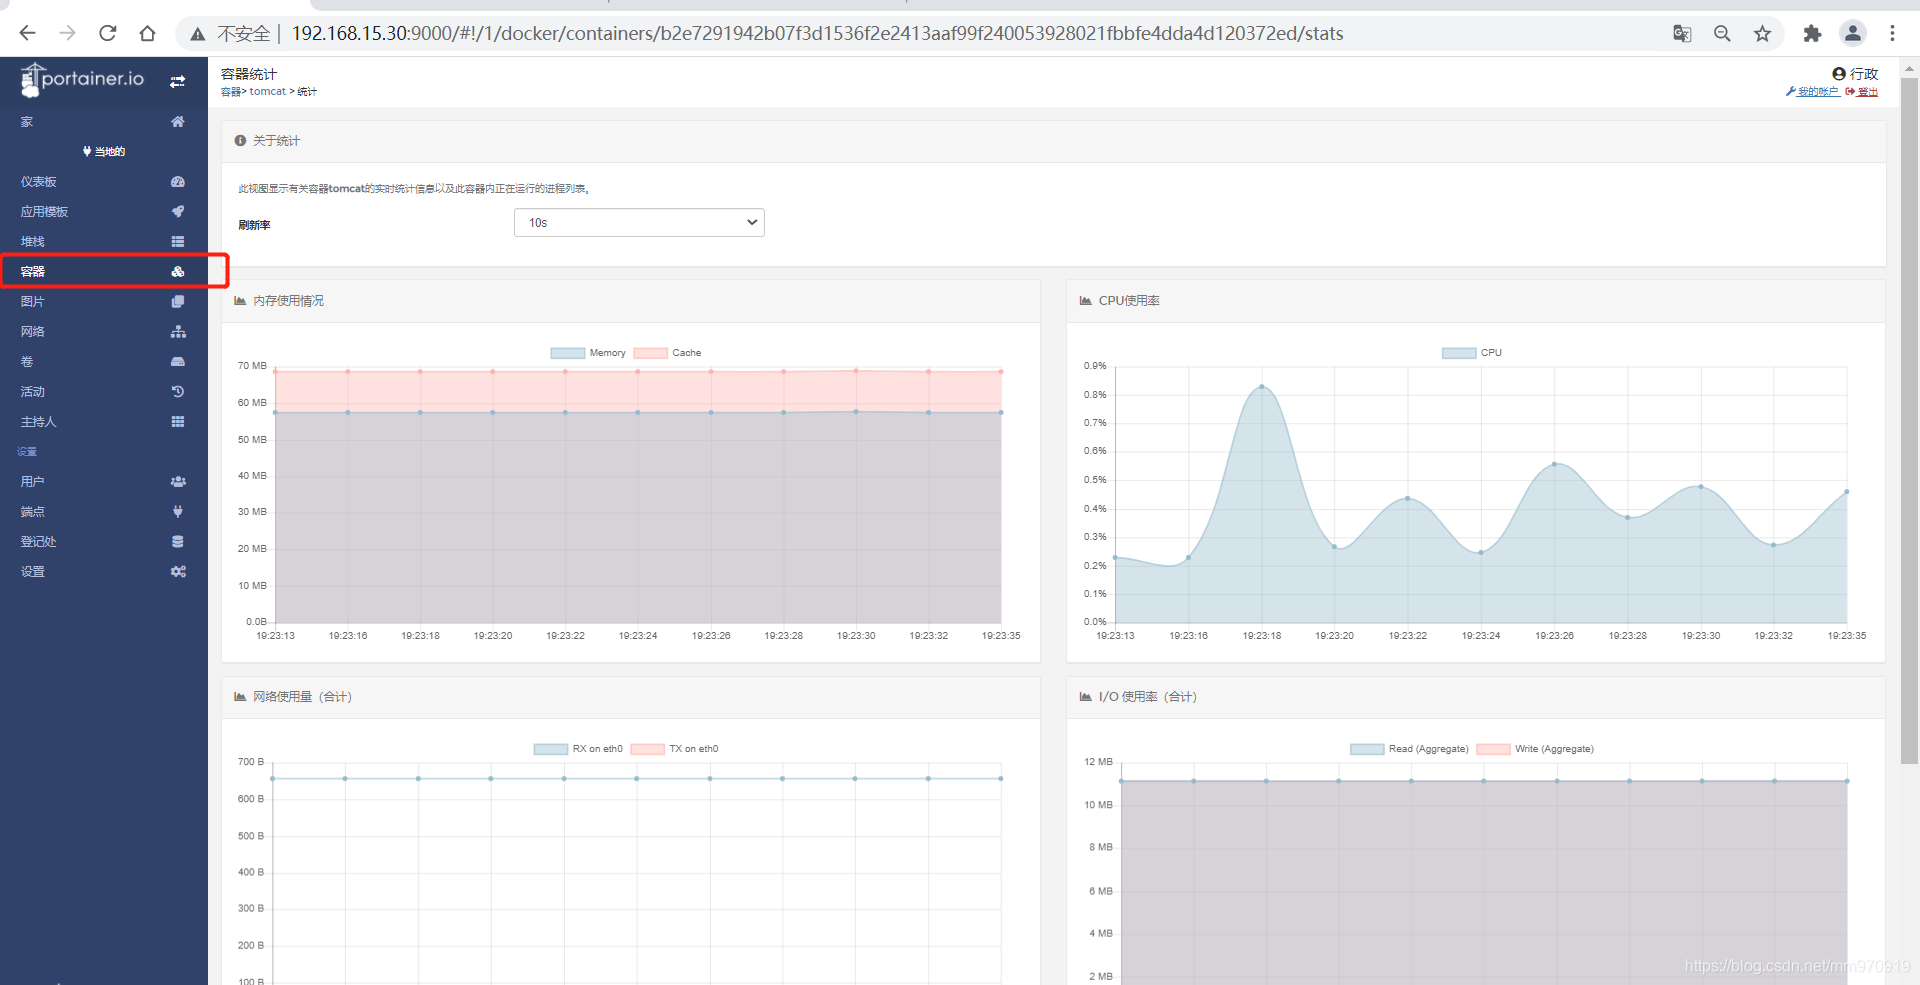 不安全 | 192.168.15.30:9000/#!/1/docker/containers/b2e7291942b07f3d1536f2e2413aaf99f240053928021fbbfe4dda4d120372ed/stats
portainer.io
家
当地的
仪表板
应用模板
堆栈
容器
图片
网络
卷
活动
主持人
设置
用户
端点
登记处
设置
容器统计
容器> tomcat > 统计
行政
我的帐户 登出
关于统计
此视图显示有关容器tomcat的实时统计信息以及此容器内正在运行的进程列表。
刷新率
10s
内存使用情况
Memory Cache
70 MB
60 MB
50 MB
40 MB
30 MB
20 MB
10 MB
0.0B
19:23:13 19:23:16 19:23:18 19:23:20 19:23:22 19:23:24 19:23:26 19:23:28 19:23:30 19:23:32 19:23:35
CPU使用率
CPU
0.9%
0.8%
0.7%
0.6%
0.5%
0.4%
0.3%
0.2%
0.1%
0.0%
19:23:13 19:23:16 19:23:18 19:23:20 19:23:22 19:23:24 19:23:26 19:23:28 19:23:30 19:23:32 19:23:35
网络使用量（合计）
RX on eth0 TX on eth0
700 B
600 B
500 B
400 B
300 B
200 B
100 B
I/O 使用率（合计）
Read (Aggregate) Write (Aggregate)
12 MB
10 MB
8 MB
6 MB
4 MB
2 MB
https://blog.csdn.net/mm970919